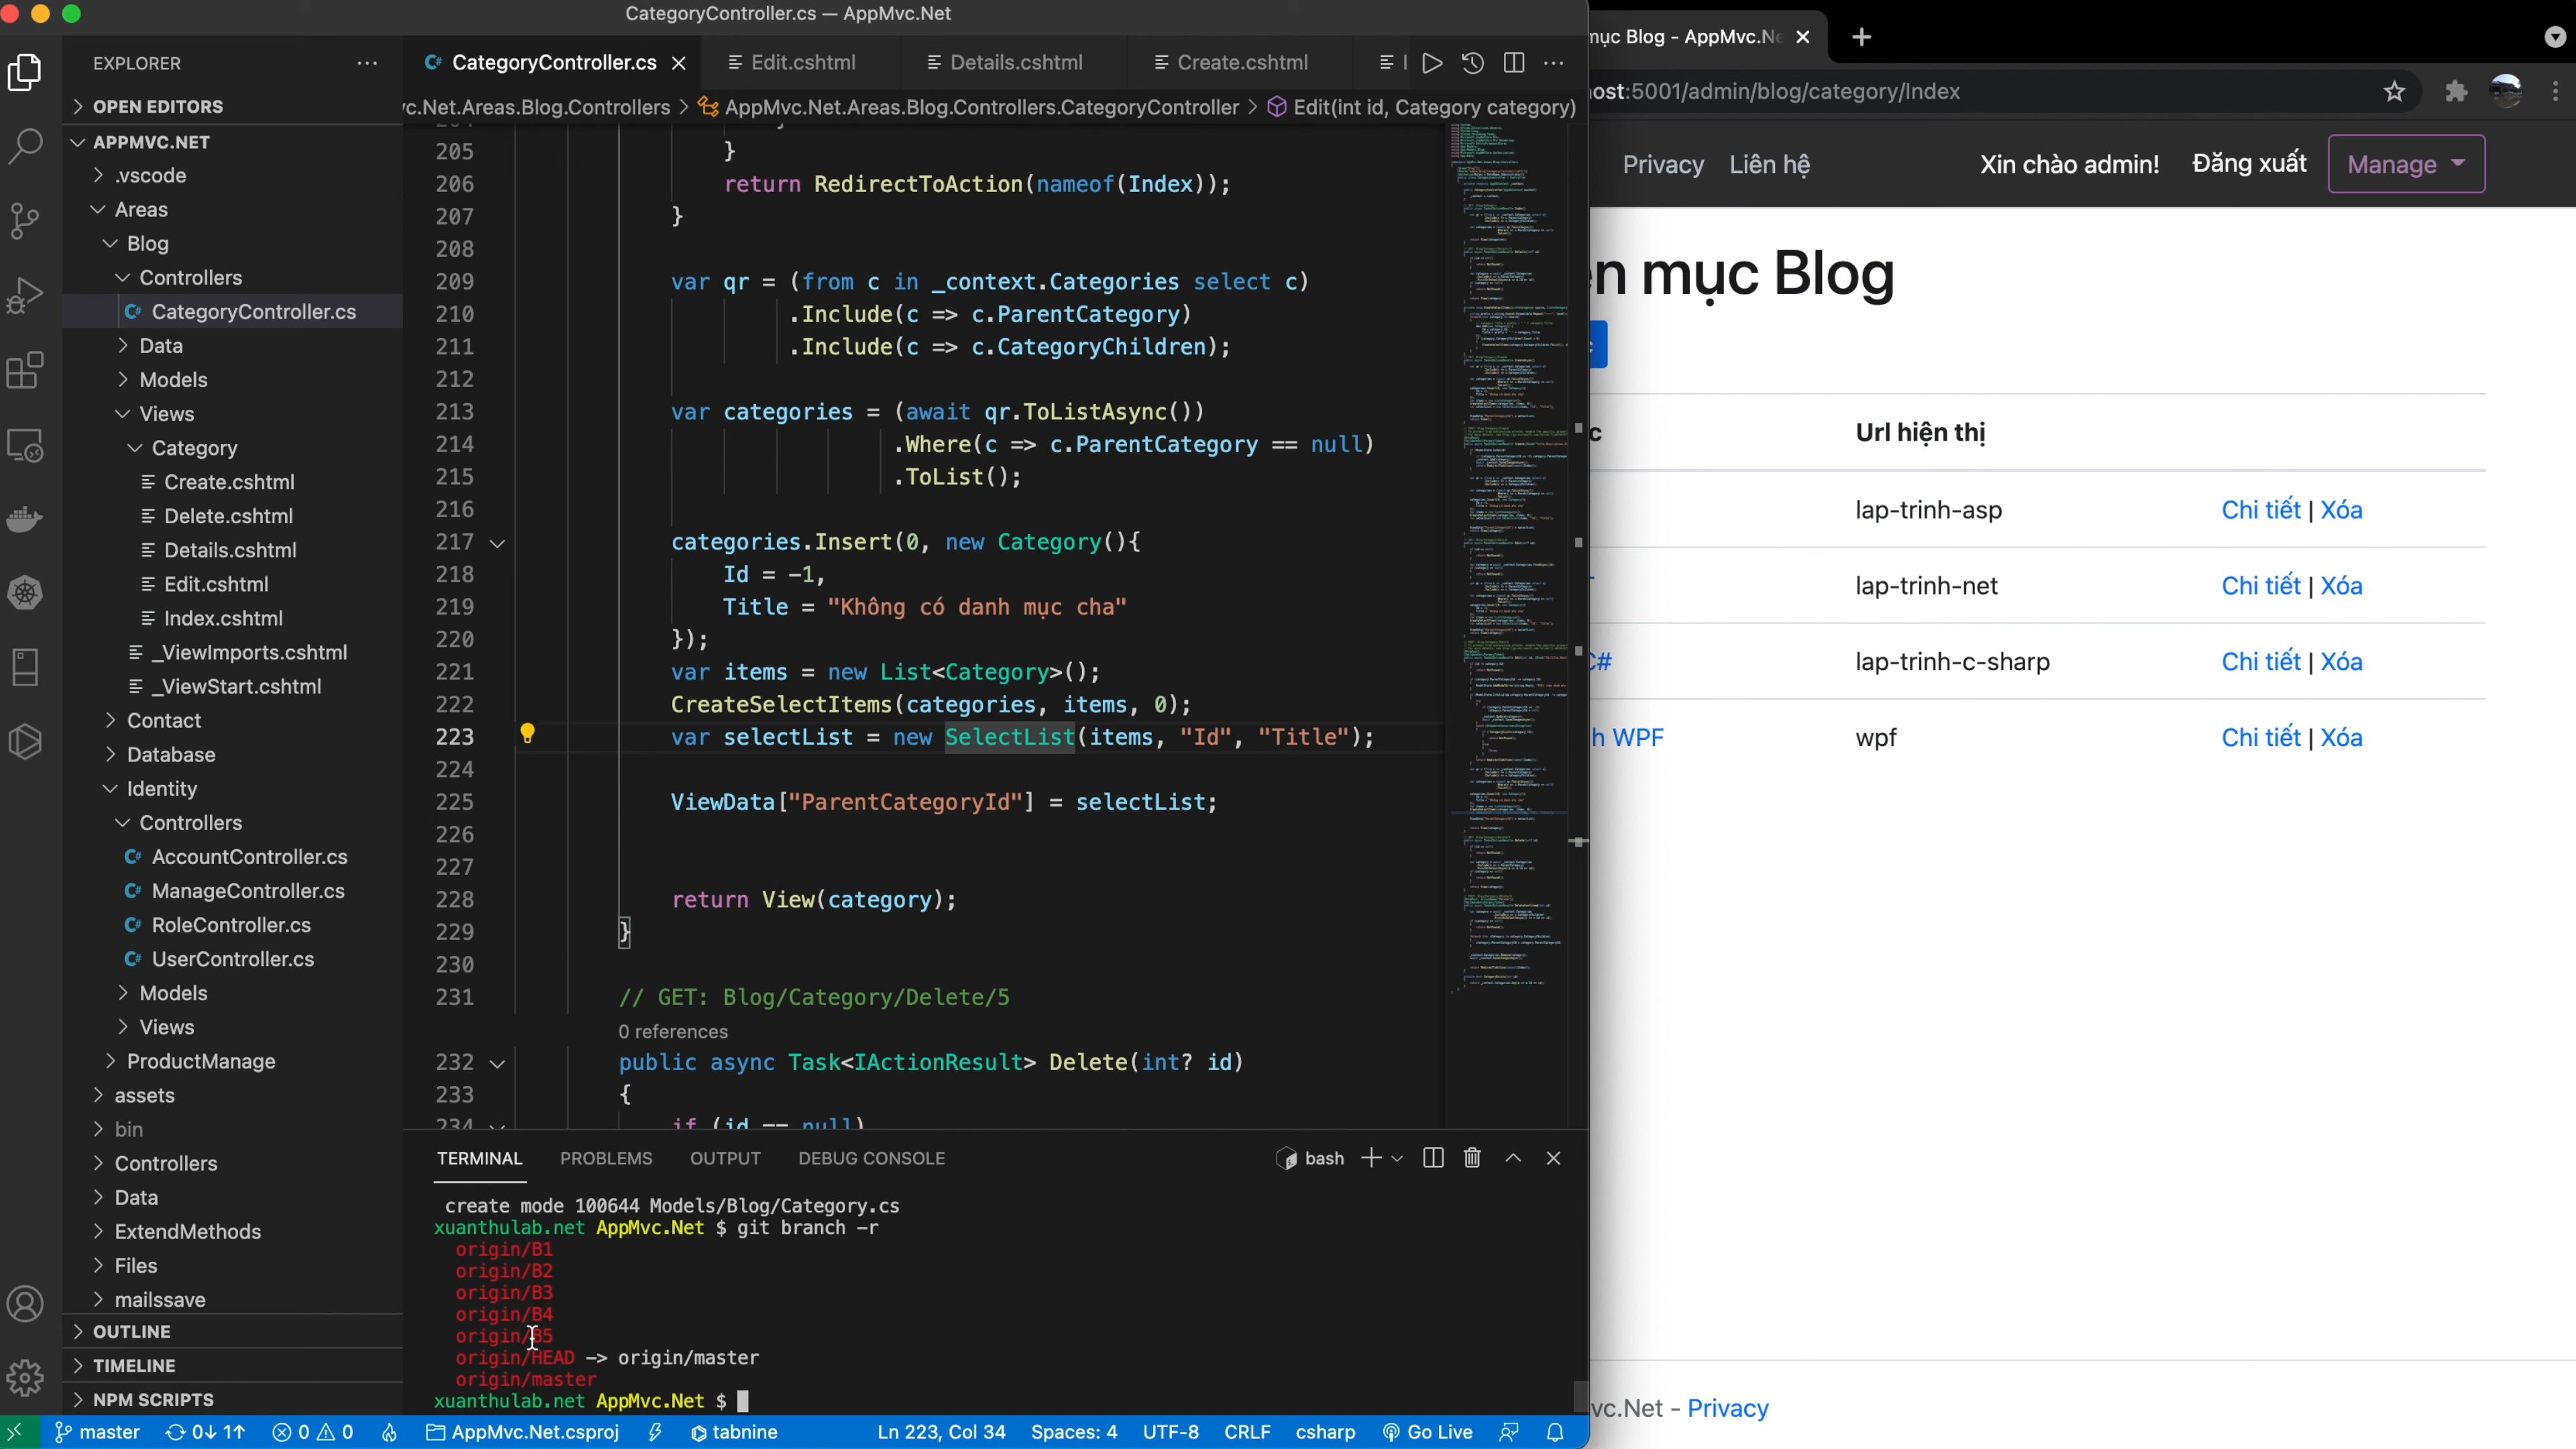 CategoryController.cs — AppMvc.Net
EXPLORER
OPEN EDITORS
APPMVC.NET
.vscode
Areas
Blog
Controllers
CategoryController.cs
Data
Models
Views
Category
Create.cshtml
Delete.cshtml
Details.cshtml
Edit.cshtml
Index.cshtml
_ViewImports.cshtml
_ViewStart.cshtml
Contact
Database
Identity
Controllers
AccountController.cs
ManageController.cs
RoleController.cs
UserController.cs
Models
Views
ProductManage
assets
bin
Controllers
Data
ExtendMethods
Files
mailssave
OUTLINE
TIMELINE
NPM SCRIPTS
CategoryController.cs Edit.cshtml Details.cshtml Create.cshtml
vc.Net.Areas.Blog.Controllers > AppMvc.Net.Areas.Blog.Controllers.CategoryController > Edit(int id, Category category)
205 }
206 return RedirectToAction(nameof(Index));
207 }
208
209 var qr = (from c in _context.Categories select c)
210 .Include(c => c.ParentCategory)
211 .Include(c => c.CategoryChildren);
212
213 var categories = (await qr.ToListAsync())
214 .Where(c => c.ParentCategory == null)
215 .ToList();
216
217 categories.Insert(0, new Category(){
218 Id = -1,
219 Title = "Không có danh mục cha"
220 });
221 var items = new List<Category>();
222 CreateSelectItems(categories, items, 0);
223 var selectList = new SelectList(items, "Id", "Title");
224
225 ViewData["ParentCategoryId"] = selectList;
226
227
228 return View(category);
229 }
230
231 // GET: Blog/Category/Delete/5
0 references
232 public async Task<IActionResult> Delete(int? id)
233 {
234 if (id == null)
TERMINAL PROBLEMS OUTPUT DEBUG CONSOLE bash
create mode 100644 Models/Blog/Category.cs
xuanthulab.net AppMvc.Net $ git branch -r
origin/B1
origin/B2
origin/B3
origin/B4
origin/B5
origin/HEAD -> origin/master
origin/master
xuanthulab.net AppMvc.Net $
master 0↓ 1↑ 0 0 AppMvc.Net.csproj tabnine Ln 223, Col 34 Spaces: 4 UTF-8 CRLF csharp Go Live
mục Blog - AppMvc.Ne
ost:5001/admin/blog/category/Index
Privacy Liên hệ Xin chào admin! Đăng xuất Manage
n mục Blog
c Url hiện thị
lap-trinh-asp Chi tiết | Xóa
lap-trinh-net Chi tiết | Xóa
C# lap-trinh-c-sharp Chi tiết | Xóa
h WPF wpf Chi tiết | Xóa
vc.Net - Privacy